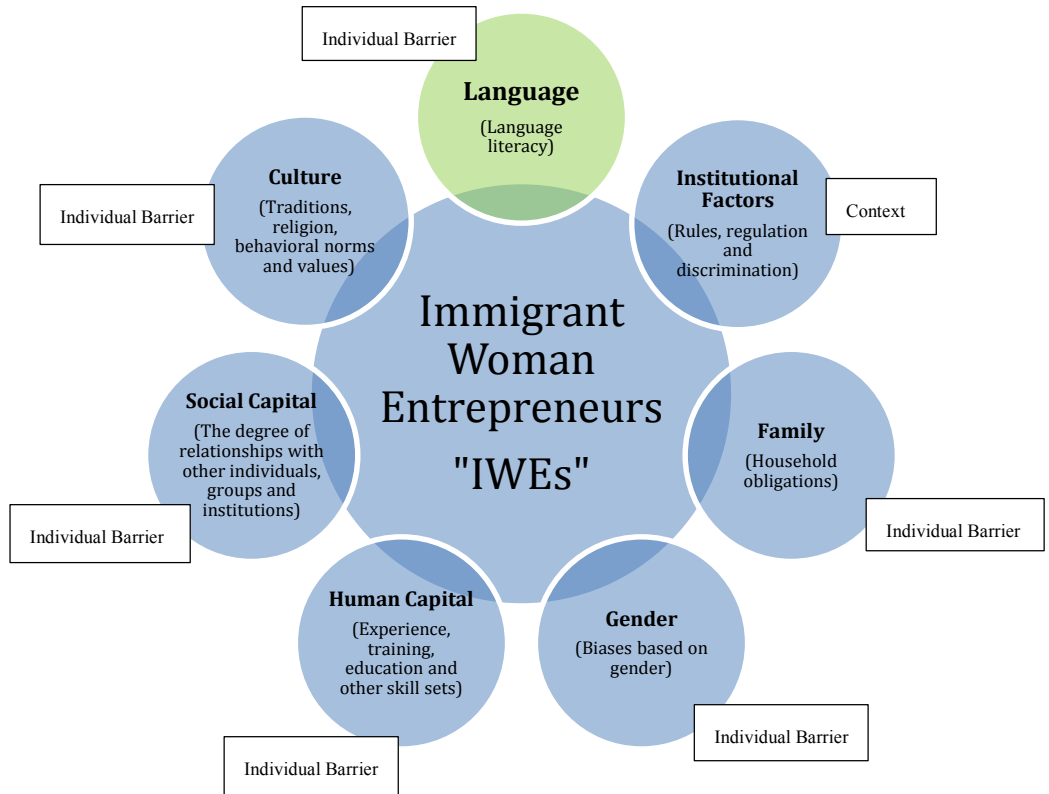 Individual Barrier
Language
(Language
literacy)
Institutional
Factors
(Rules, regulation
and
discrimination)
Context
Family
(Household
obligations)
Individual Barrier
Gender
(Biases based on
gender)
Individual Barrier
Human Capital
(Experience,
training,
education and
other skill sets)
Individual Barrier
Social Capital
(The degree of
relationships with
other individuals,
groups and
institutions)
Individual Barrier
Culture
(Traditions,
religion,
behavioral norms
and values)
Individual Barrier
Immigrant
Woman
Entrepreneurs
"IWEs"